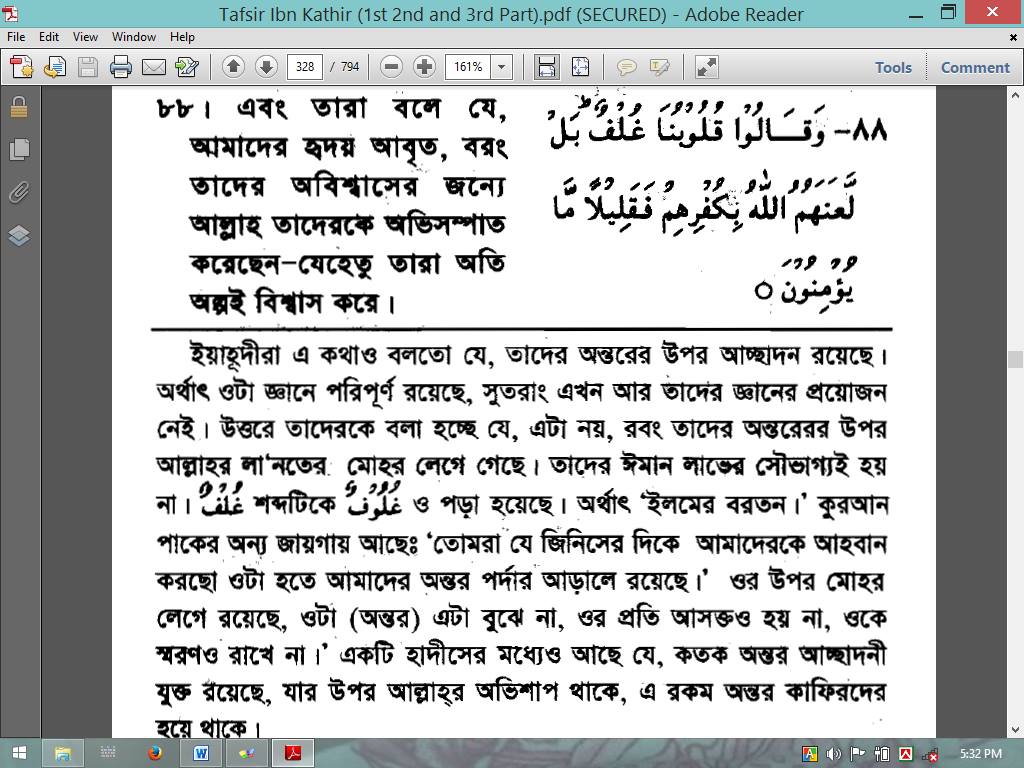 Tafsir Ibn Kathir (1st 2nd and 3rd Part).pdf (SECURED) - Adobe Reader
File Edit View Window Help
328 / 794 161% Tools Comment
৮৮। এবং তারা বলে যে,
আমাদের হৃদয় আবৃত, বরং
তাদের অবিশ্বাসের জন্যে
আল্লাহ তাদেরকে অভিসম্পাত
করেছেন-যেহেতু তারা অতি
অল্পই বিশ্বাস করে।
٨٨- وَقَالُوا قُلُوبُنَا غُلْفٌ بَلْ
لَّعَنَهُمُ اللّٰهُ بِكُفْرِهِمْ فَقَلِيلًا مَّا
يُؤْمِنُونَ ○
ইয়াহূদীরা এ কথাও বলতো যে, তাদের অন্তরের উপর আচ্ছাদন রয়েছে।
অর্থাৎ ওটা জ্ঞানে পরিপূর্ণ রয়েছে, সুতরাং এখন আর তাদের জ্ঞানের প্রয়োজন
নেই। উত্তরে তাদেরকে বলা হচ্ছে যে, এটা নয়, রবং তাদের অন্তরেরর উপর
আল্লাহর লা'নতের মোহর লেগে গেছে। তাদের ঈমান লাভের সৌভাগ্যই হয়
না। غُلْفٌ শব্দটিকে غُلُوفٌ ও পড়া হয়েছে। অর্থাৎ 'ইলমের বরতন।' কুরআন
পাকের অন্য জায়গায় আছেঃ 'তোমরা যে জিনিসের দিকে আমাদেরকে আহবান
করছো ওটা হতে আমাদের অন্তর পর্দার আড়ালে রয়েছে।' ওর উপর মোহর
লেগে রয়েছে, ওটা (অন্তর) এটা বুঝে না, ওর প্রতি আসক্তও হয় না, ওকে
স্মরণও রাখে না।' একটি হাদীসের মধ্যেও আছে যে, কতক অন্তর আচ্ছাদনী
যুক্ত রয়েছে, যার উপর আল্লাহ্‌র অভিশাপ থাকে, এ রকম অন্তর কাফিরদের
হয়ে থাকে।
5:32 PM